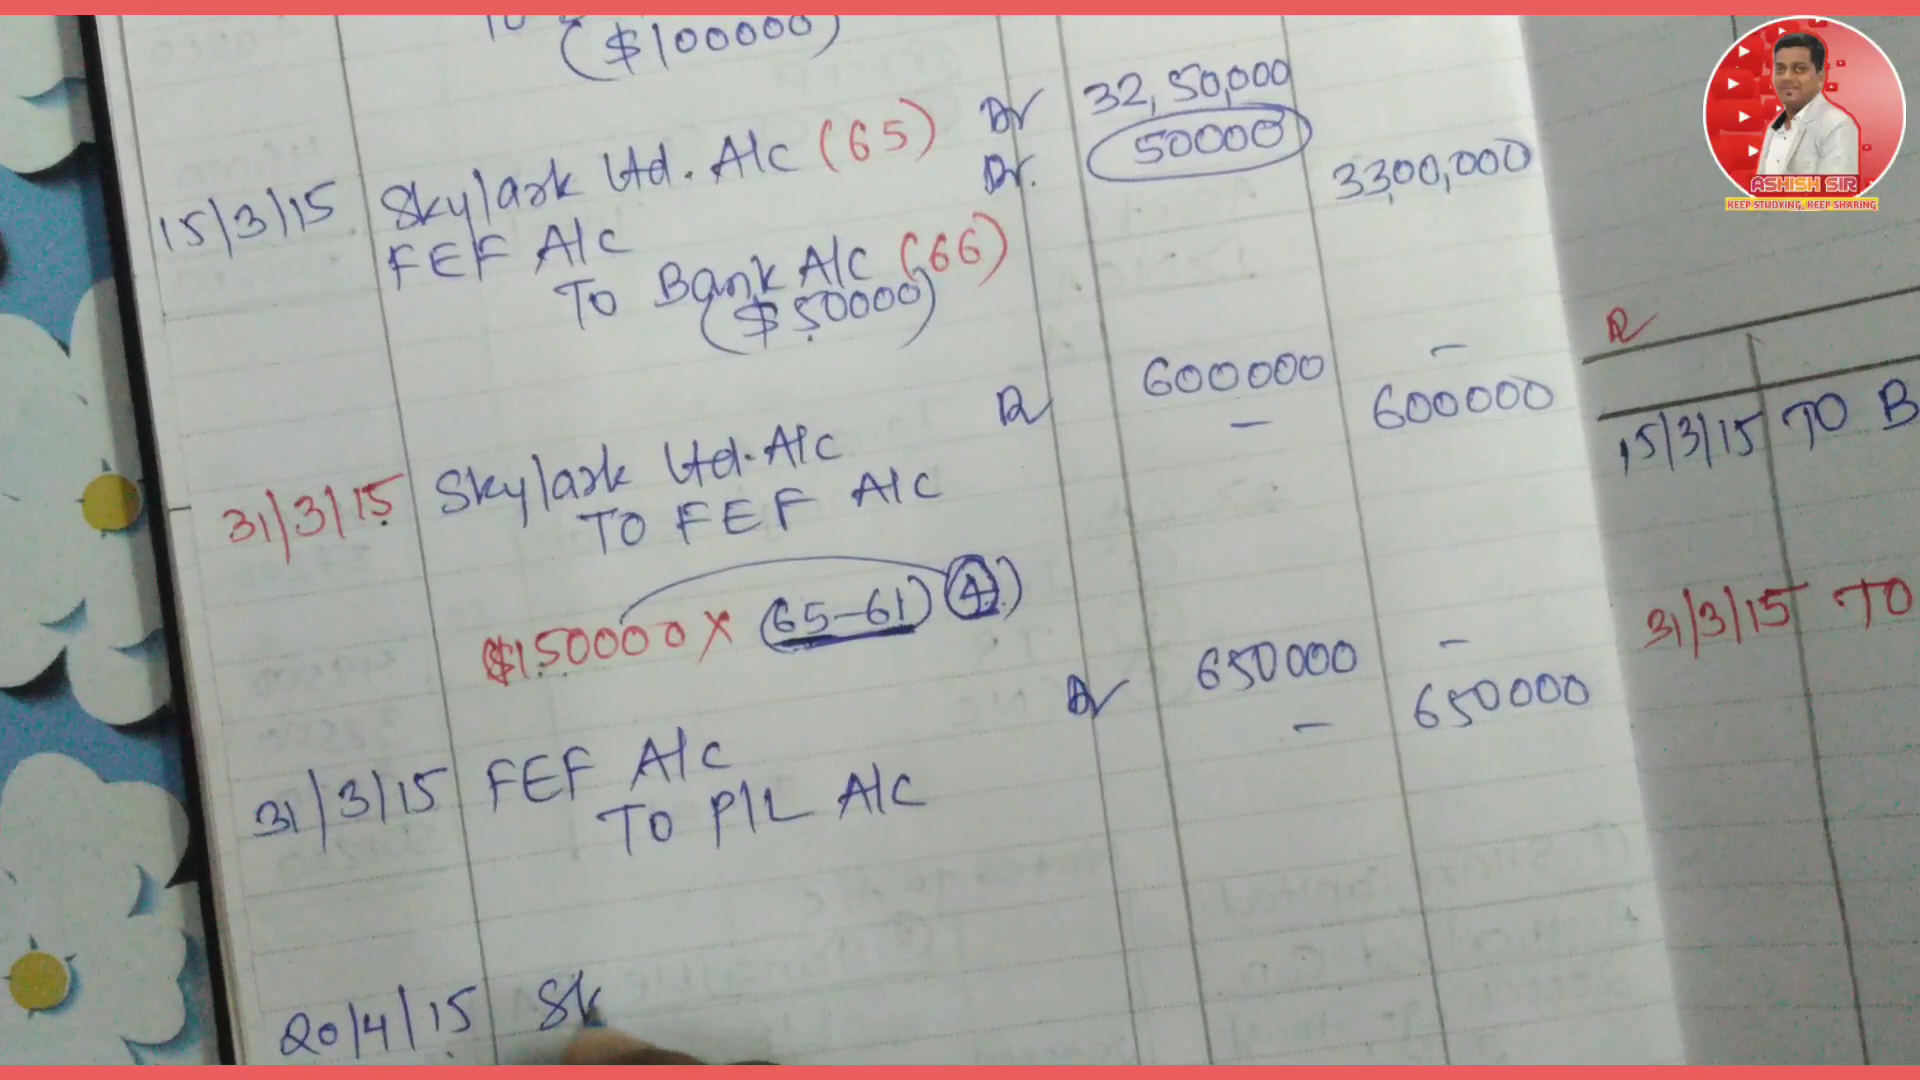 ($100000)
Dr 32,50,000
15/3/15 Skylark Ltd. A/c (65) Dr. 50000
FEF A/c 3300,000
To Bank A/c (66)
($50000)
31/3/15 Skylark Ltd. A/c Dr 600000 -
TO FEF A/c - 600000
$150000 x (65-61) (4)
31/3/15 FEF A/c Dr 650000 -
TO P/L A/c - 650000
20/4/15 Sk
Dr
15/3/15 TO B
31/3/15 TO
ASHISH SIR
KEEP STUDYING, KEEP SHARING